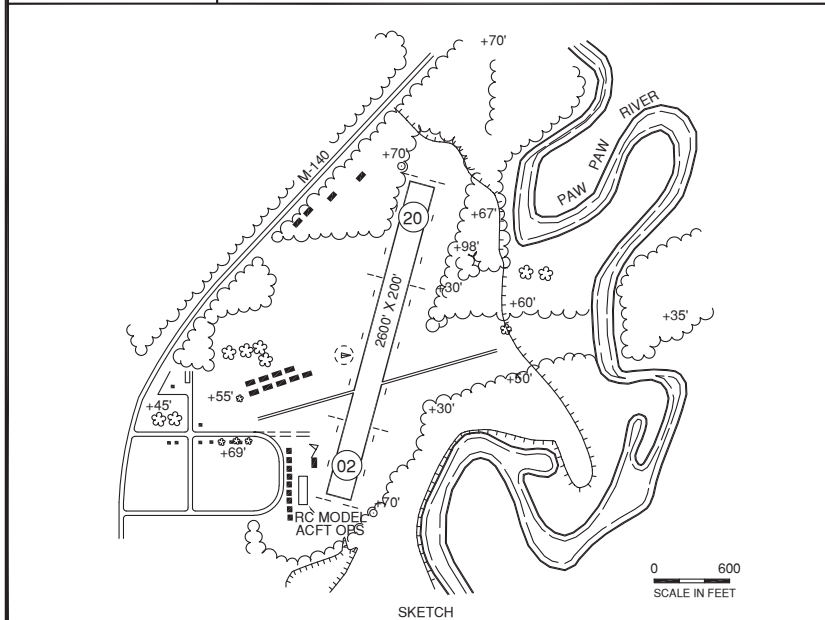 +70'
PAW PAW RIVER
M-140
+70'
20
+67'
+98'
+30'
2600' X 200'
+60'
+35'
+50'
+55'
+45'
+30'
+69'
02
+70'
RC MODEL
ACFT OPS
0 600
SCALE IN FEET
SKETCH